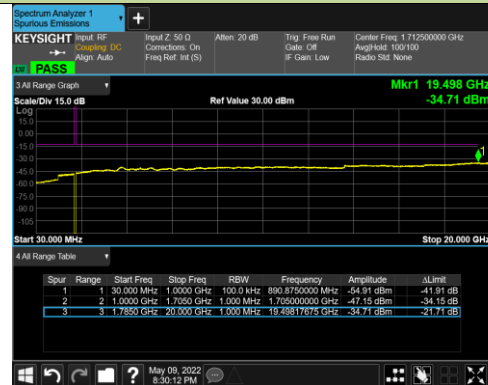 Spectrum Analyzer 1
Spurious Emissions
KEYSIGHT Input: RF Input Z: 50 Ω Atten: 20 dB Trig: Free Run Center Freq: 1.712500000 GHz
Coupling: DC Corrections: On Gate: Off Avg|Hold: 100/100
Align: Auto Freq Ref: Int (S) IF Gain: Low Radio Std: None
PASS
3 All Range Graph
Mkr1 19.498 GHz
Scale/Div 15.0 dB Ref Value 30.00 dBm -34.71 dBm
Log
15.0
0.00
-15.0
1
-30.0
-45.0
-60.0
-75.0
-90.0
-105
Start 30.000 MHz Stop 20.000 GHz
4 All Range Table
Spur Range Start Freq Stop Freq RBW Frequency Amplitude ΔLimit
1 1 30.000 MHz 1.0000 GHz 100.0 kHz 890.8750000 MHz -54.91 dBm -41.91 dB
2 2 1.0000 GHz 1.7050 GHz 1.000 MHz 1.705000000 GHz -47.15 dBm -34.15 dB
3 3 1.7850 GHz 20.000 GHz 1.000 MHz 19.49817675 GHz -34.71 dBm -21.71 dB
? May 09, 2022
8:30:12 PM